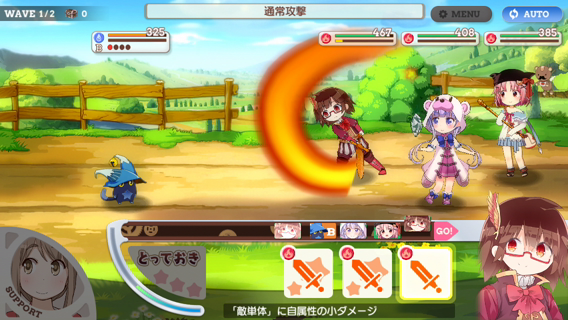 WAVE 1/2 0
通常攻撃
MENU
AUTO
325
B
467
408
385
B
GO!
とっておき
SUPPORT
「敵単体」に自属性の小ダメージ